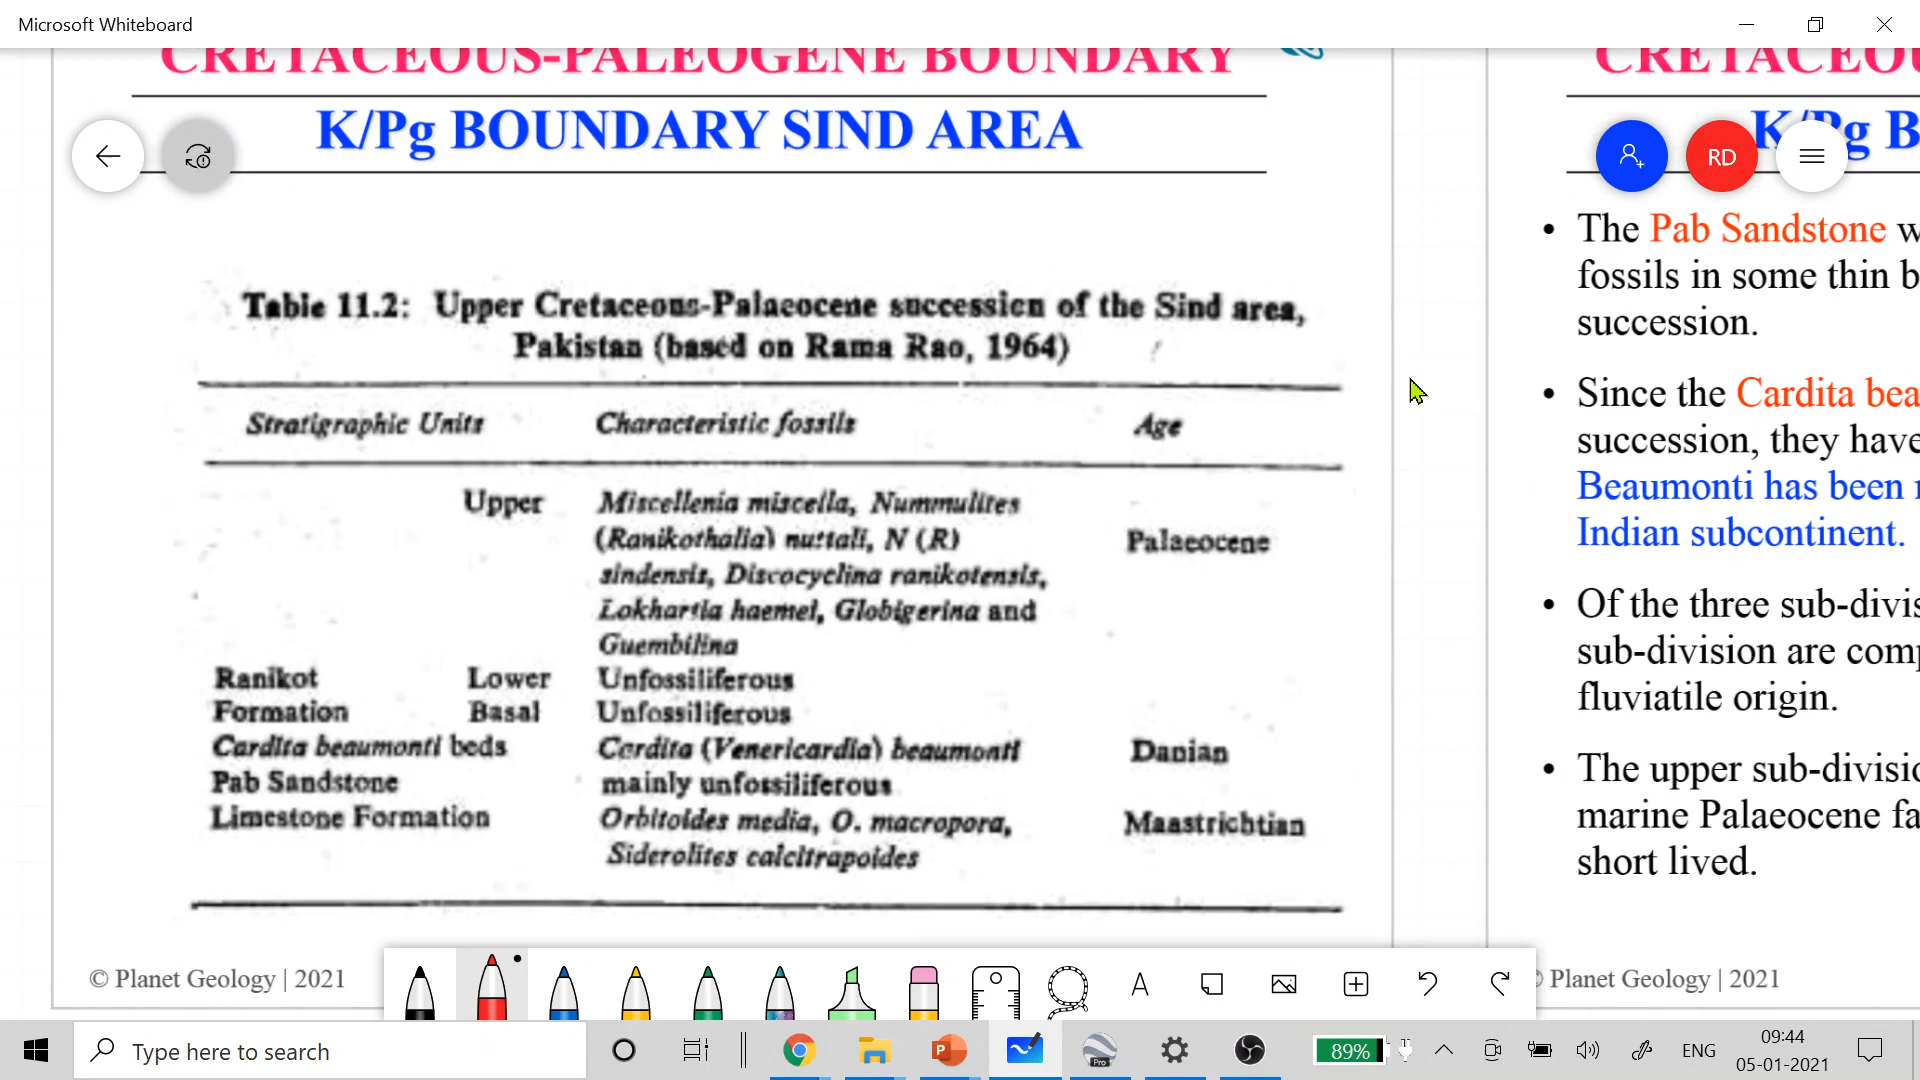 Microsoft Whiteboard
CRETACEOUS-PALEOGENE BOUNDARY
K/Pg BOUNDARY SIND AREA
Table 11.2: Upper Cretaceous-Palaeocene succession of the Sind area,
Pakistan (based on Rama Rao, 1964)
Stratigraphic Units Characteristic fossils Age
Upper Miscellenia miscella, Nummulites
(Ranikothalia) nuttali, N (R) Palaeocene
sindensis, Discocyclina ranikotensis,
Lokhartia haemei, Globigerina and
Guembilina
Ranikot Lower Unfossiliferous
Formation Basal Unfossiliferous
Cardita beaumonti beds Cardita (Venericardia) beaumonti Danian
Pab Sandstone mainly unfossiliferous
Limestone Formation Orbitoides media, O. macropora, Maastrichtian
Siderolites calcitrapoides
© Planet Geology | 2021
CRETACEOU
K/Pg B
RD
• The Pab Sandstone w
fossils in some thin b
succession.
• Since the Cardita bea
succession, they have
Beaumonti has been
Indian subcontinent.
• Of the three sub-divis
sub-division are comp
fluviatile origin.
• The upper sub-divisio
marine Palaeocene fa
short lived.
Planet Geology | 2021
A
Type here to search
Pro
89%
ENG
09:44
05-01-2021